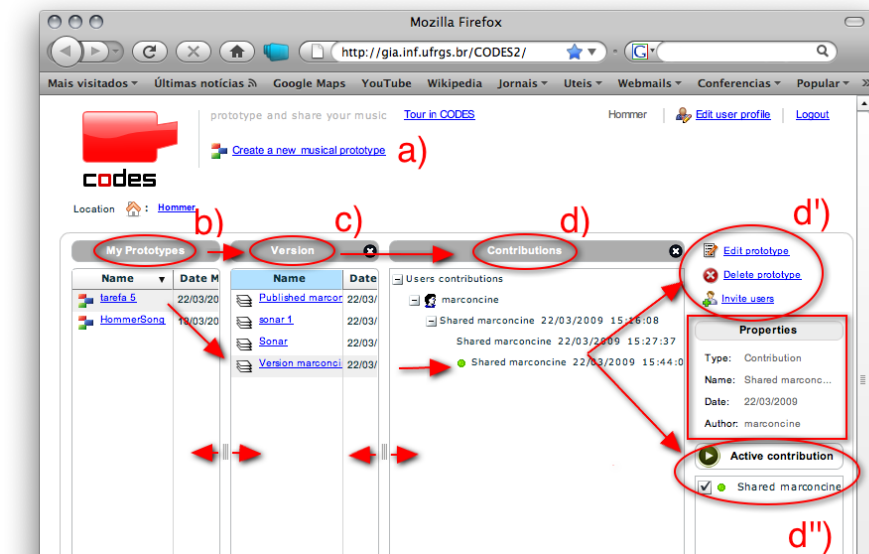 Mozilla Firefox
http://gia.inf.ufrgs.br/CODES2/
G
Mais visitados Últimas notícias Google Maps YouTube Wikipedia Jornais Uteis Webmails Conferencias Popular
prototype and share your music Tour in CODES Hommer Edit user profile Logout
Create a new musical prototype a)
codes
Location : Hommer
b) c) d) d')
My Prototypes Version Contributions
Edit prototype
Delete prototype
Invite users
Name Date M Name Date
tarefa 5 22/03/20
HommerSong 18/03/20
Published marcor 22/03/
sonar 1 22/03/
Sonar 22/03/
Version marconci 22/03/
Users contributions
marconcine
Shared marconcine 22/03/2009 15:16:08
Shared marconcine 22/03/2009 15:27:37
Shared marconcine 22/03/2009 15:44:0
Properties
Type: Contribution
Name: Shared marconc...
Date: 22/03/2009
Author: marconcine
Active contribution
Shared marconcine
d'')